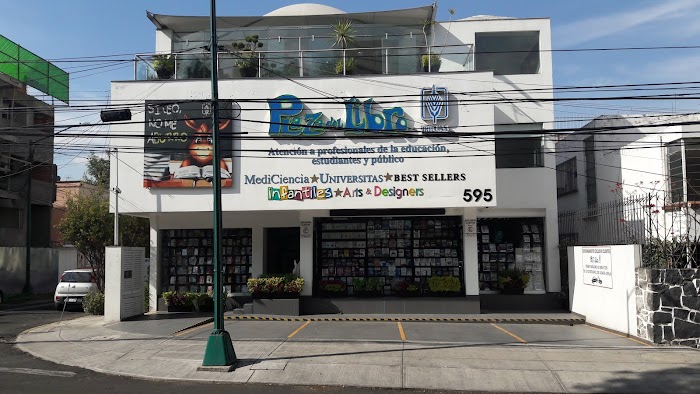 SI LEO,
NO ME
ABURRO
Plaza del Libro
Atención a profesionales de la educación,
estudiantes y público
MediCiencia★Universitas★BEST SELLERS
infantiles★Arts & Designers
595